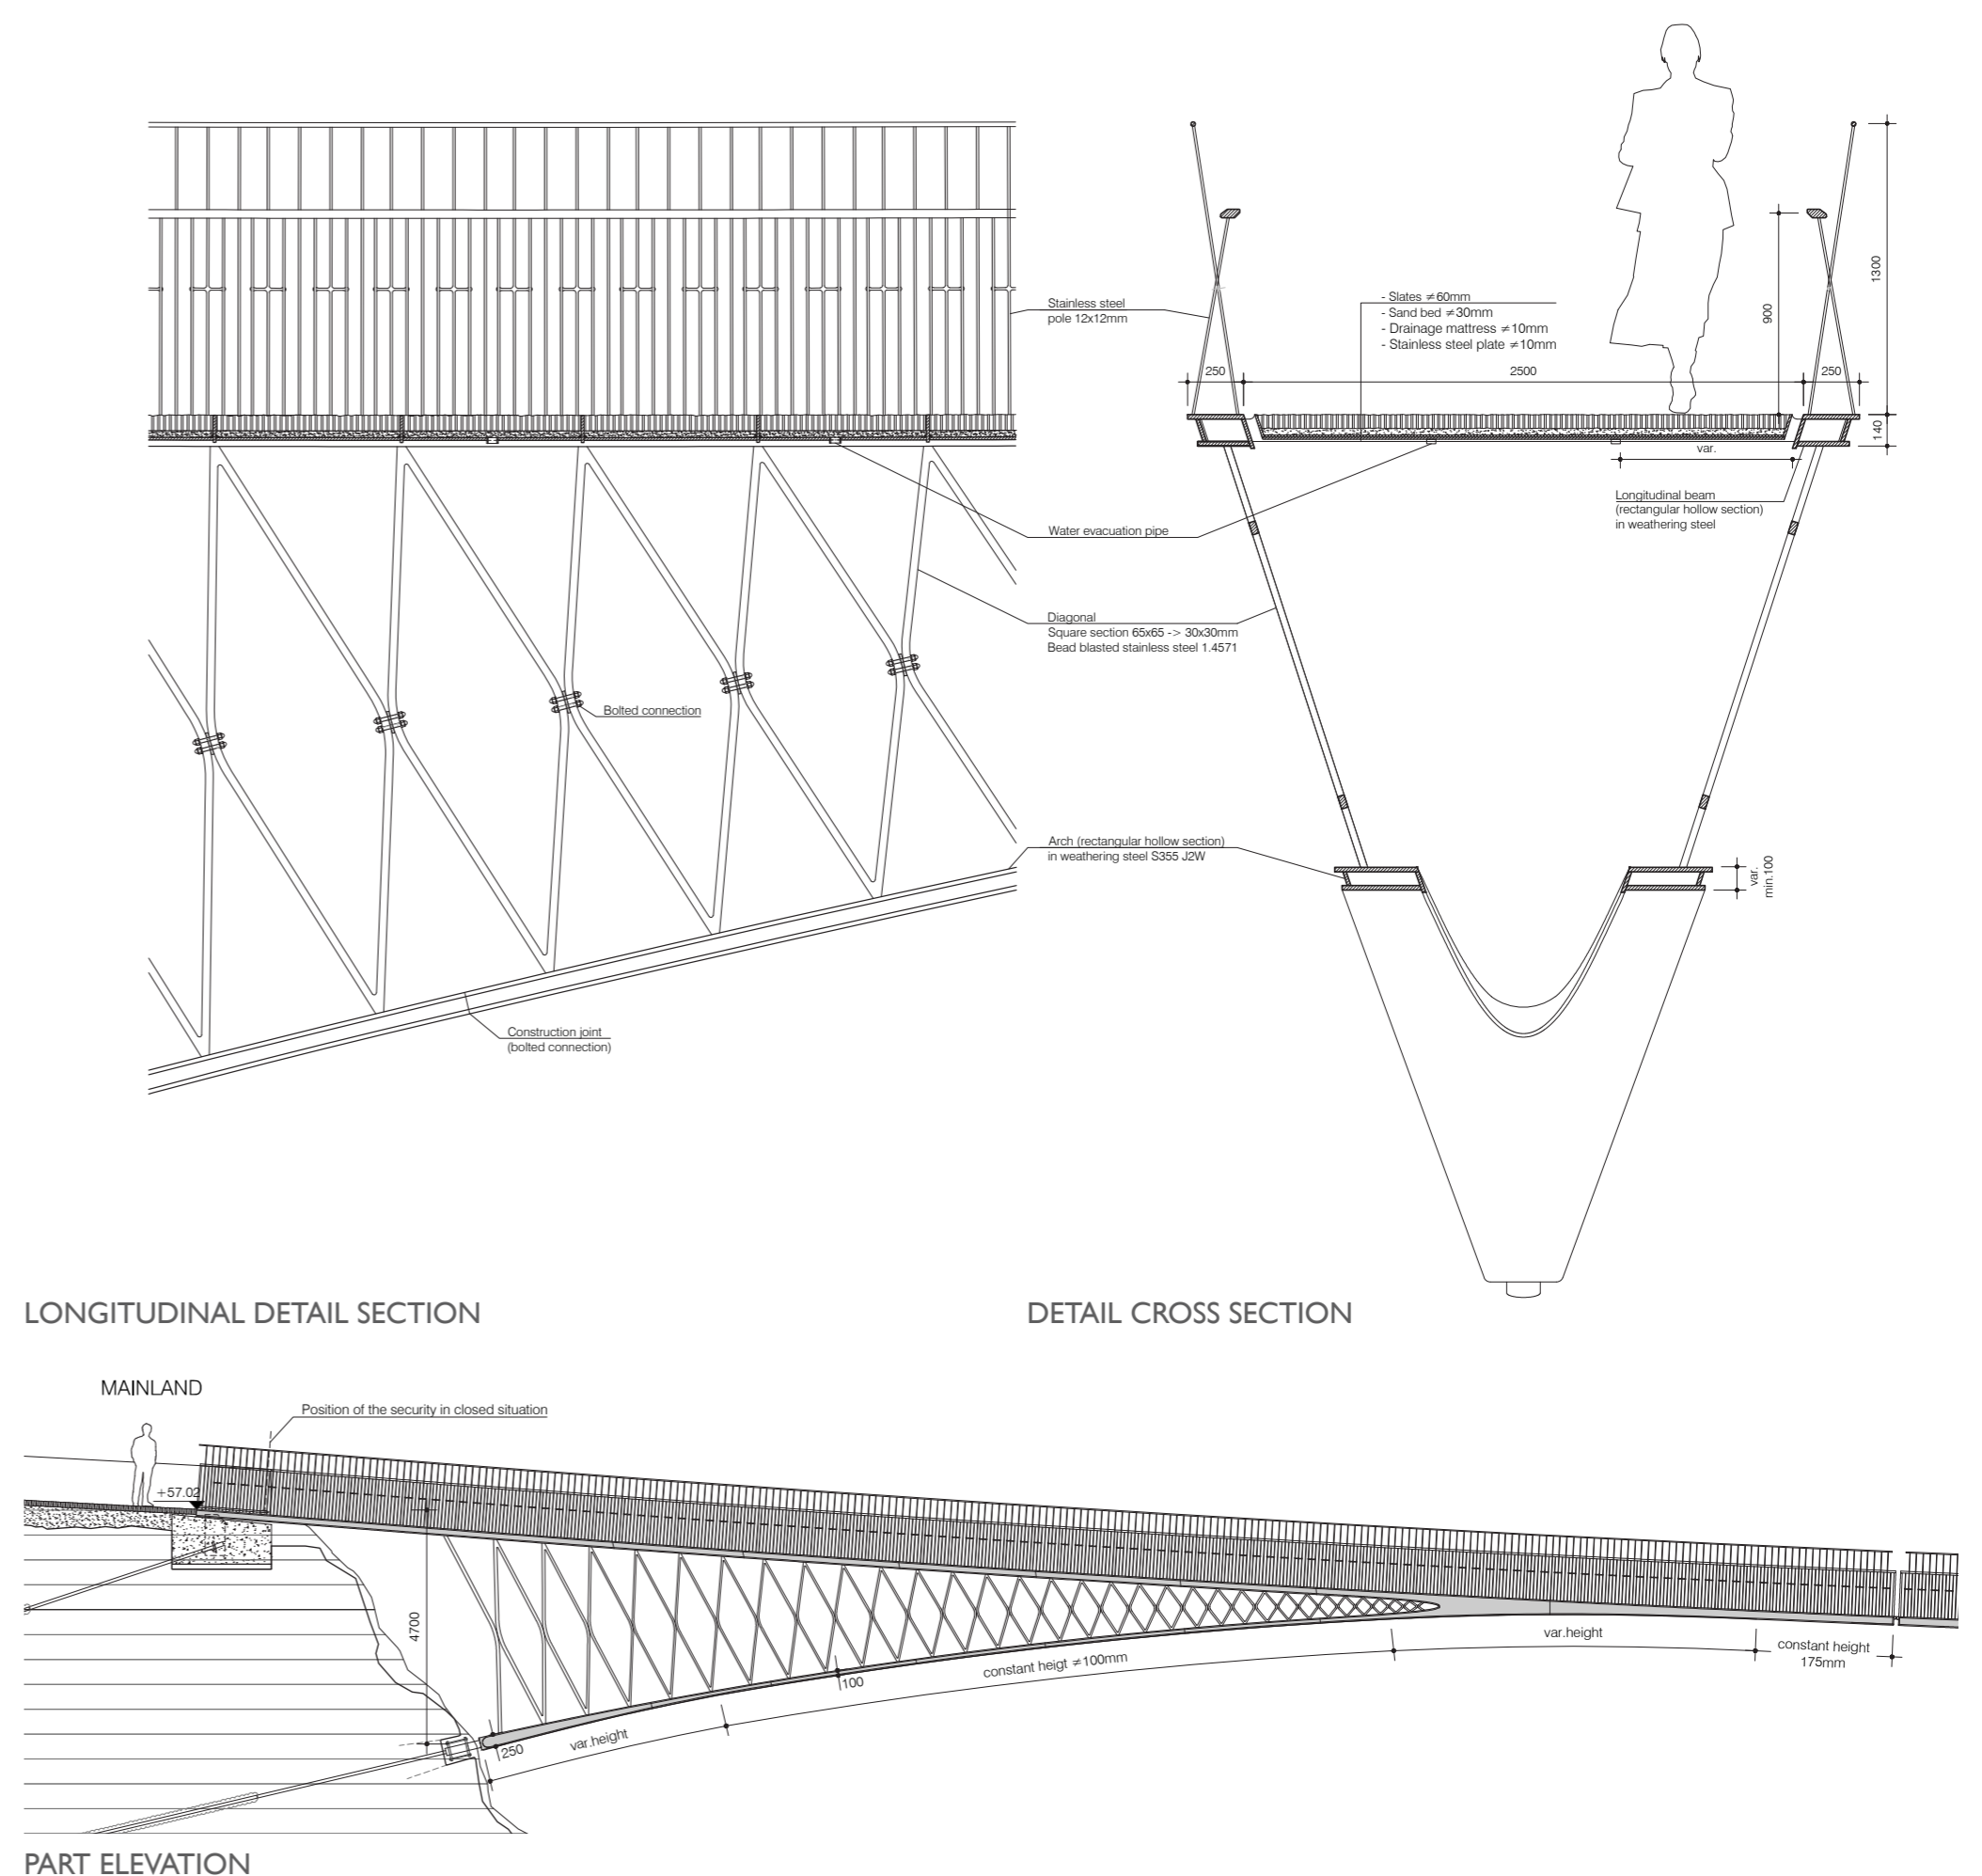 Stainless steel
pole 12x12mm
- Slates ≠60mm
- Sand bed ≠30mm
- Drainage mattress ≠10mm
- Stainless steel plate ≠10mm
1300
900
250
2500
250
140
var.
Longitudinal beam
(rectangular hollow section)
in weathering steel
Water evacuation pipe
Diagonal
Square section 65x65 -> 30x30mm
Bead blasted stainless steel 1.4571
Bolted connection
Arch (rectangular hollow section)
in weathering steel S355 J2W
var.
min.100
Construction joint
(bolted connection)
LONGITUDINAL DETAIL SECTION
DETAIL CROSS SECTION
MAINLAND
Position of the security in closed situation
+57.02
4700
250
var.height
100
constant heigt ≠100mm
var.height
constant height
175mm
PART ELEVATION